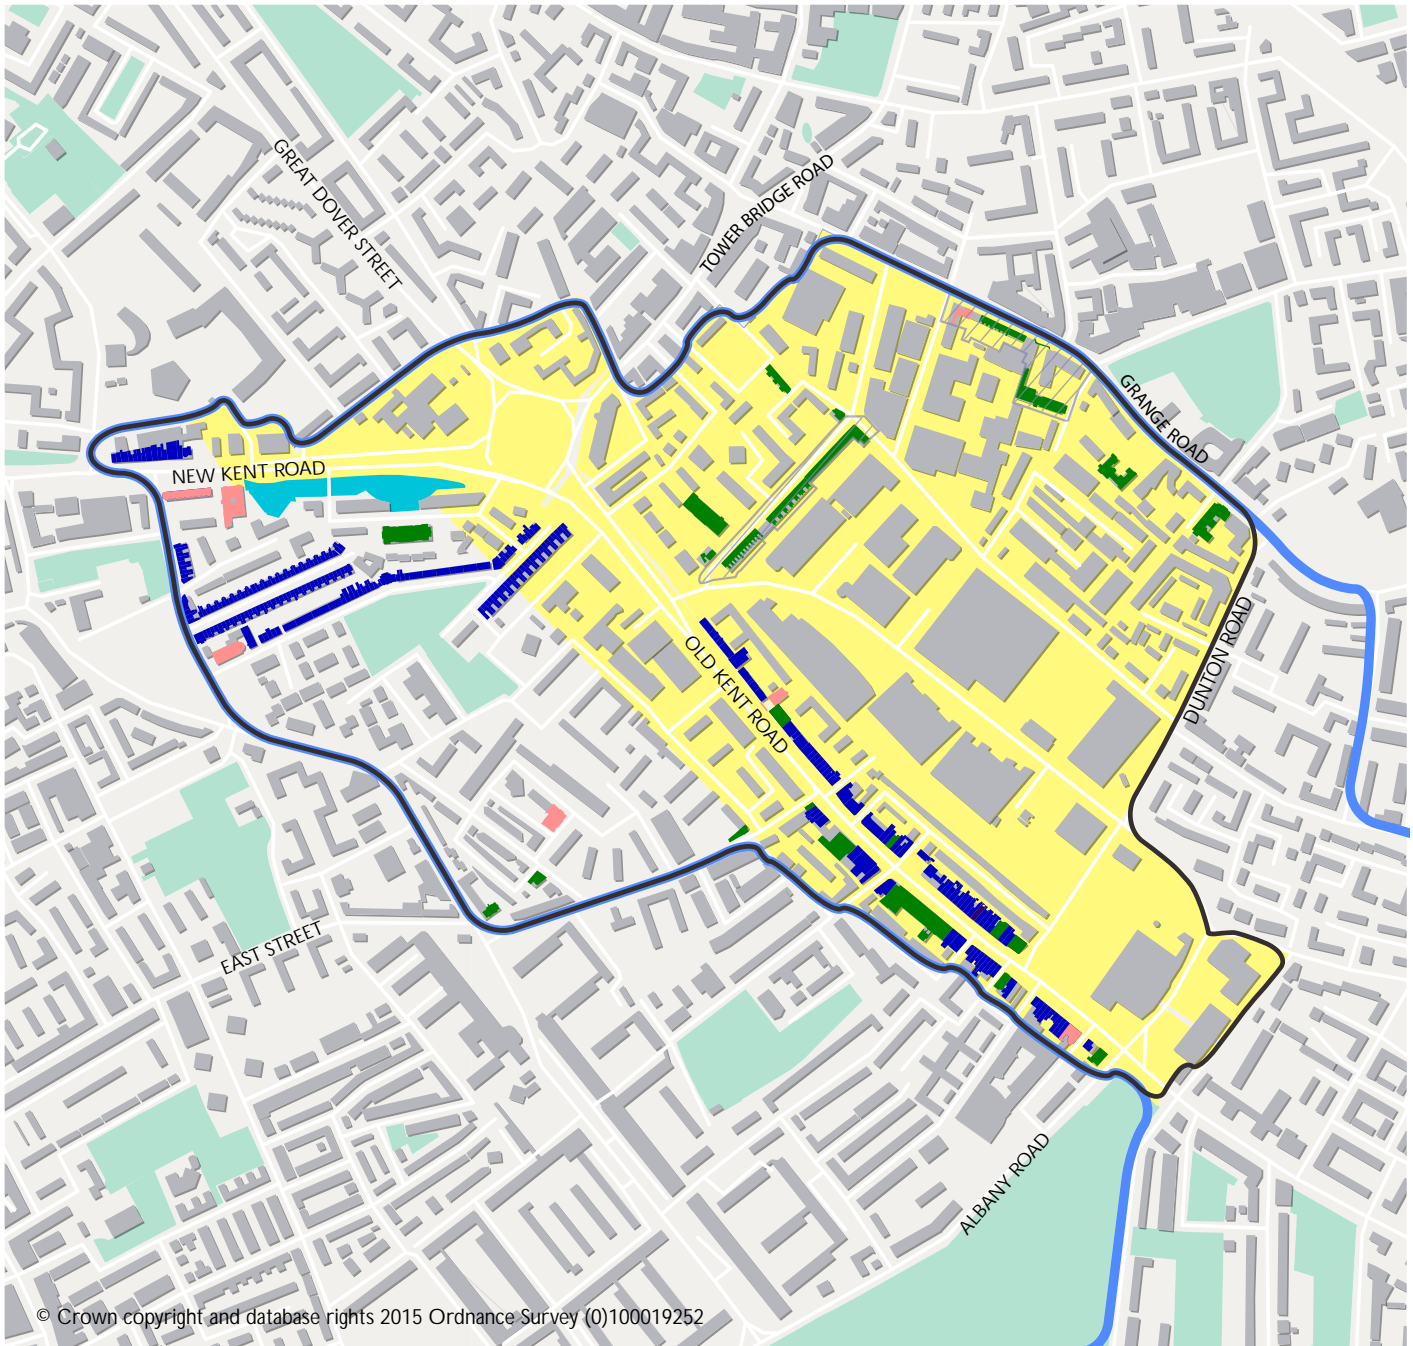 GREAT DOVER STREET
TOWER BRIDGE ROAD
GRANGE ROAD
NEW KENT ROAD
DUNTON ROAD
OLD KENT ROAD
EAST STREET
ALBANY ROAD
© Crown copyright and database rights 2015 Ordnance Survey (0)100019252